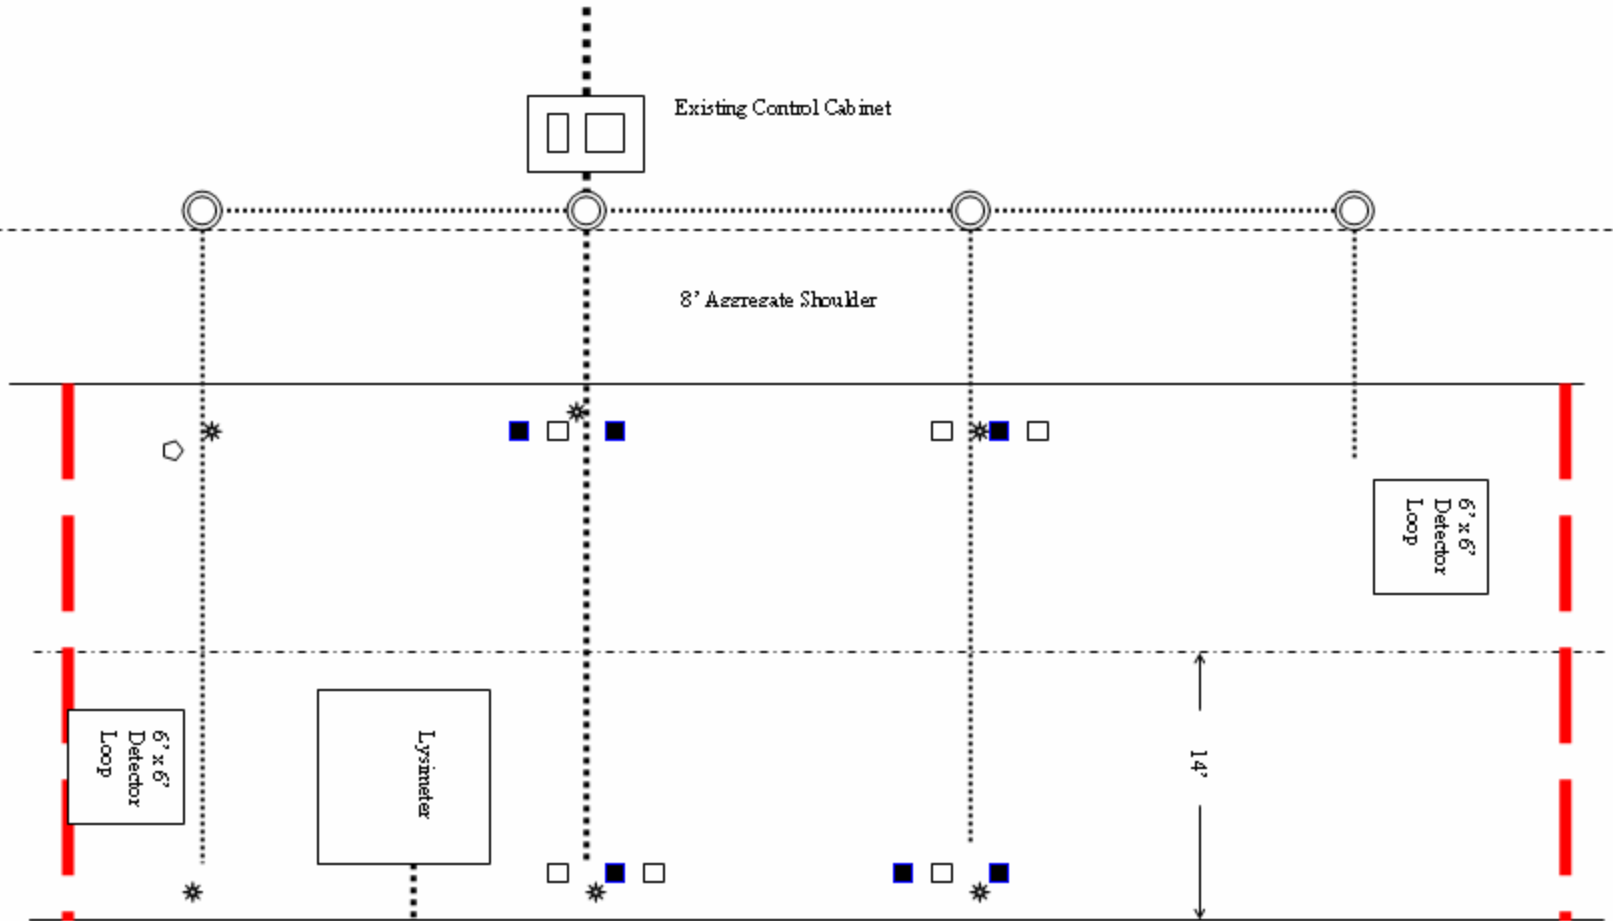 Existing Control Cabinet
8' Aggregate Shoulder
6' x 6'
Detector
Loop
6' x 6'
Detector
Loop
Lysimeter
14'